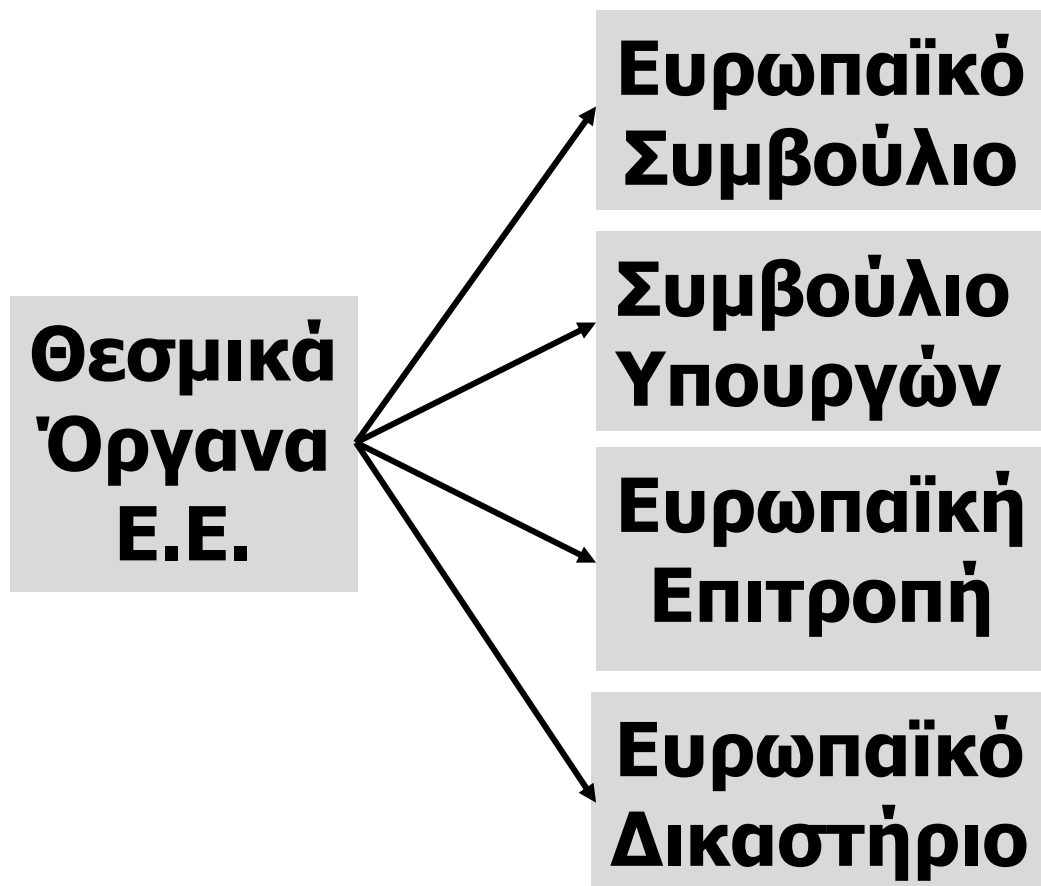 Θεσμικά
Όργανα
Ε.Ε.
Ευρωπαϊκό
Συμβούλιο
Συμβούλιο
Υπουργών
Ευρωπαϊκή
Επιτροπή
Ευρωπαϊκό
Δικαστήριο